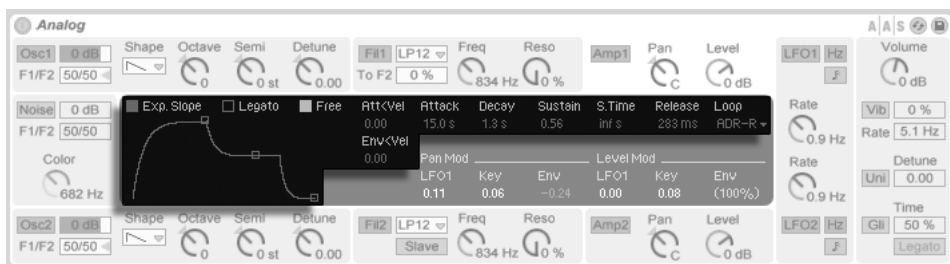 Analog
A|A|S
Osc1 0 dB Shape Octave Semi Detune Fil1 LP12 Freq Reso Amp1 Pan Level LFO1 Hz Volume
F1/F2 50/50 0 0 st 0.00 To F2 0 % 834 Hz 0 % C 0 dB 0 dB
Noise 0 dB
F1/F2 50/50
Color
682 Hz
Exp. Slope Legato Free Att<Vel Attack Decay Sustain S.Time Release Loop
0.00 15.0 s 1.3 s 0.56 inf s 283 ms ADR-R
Env<Vel
0.00
Pan Mod Level Mod
LFO1 Key Env LFO1 Key Env
0.11 0.06 -0.24 0.00 0.08 (100%)
Rate
0.9 Hz
Rate
0.9 Hz
Vib 0 %
Rate 5.1 Hz
Detune
Uni 0.00
Time
Gli 50 %
Legato
Osc2 0 dB Shape Octave Semi Detune Fil2 LP12 Freq Reso Amp2 Pan Level LFO2 Hz
F1/F2 50/50 0 0 st 0.00 Slave 834 Hz 0 % C 0 dB